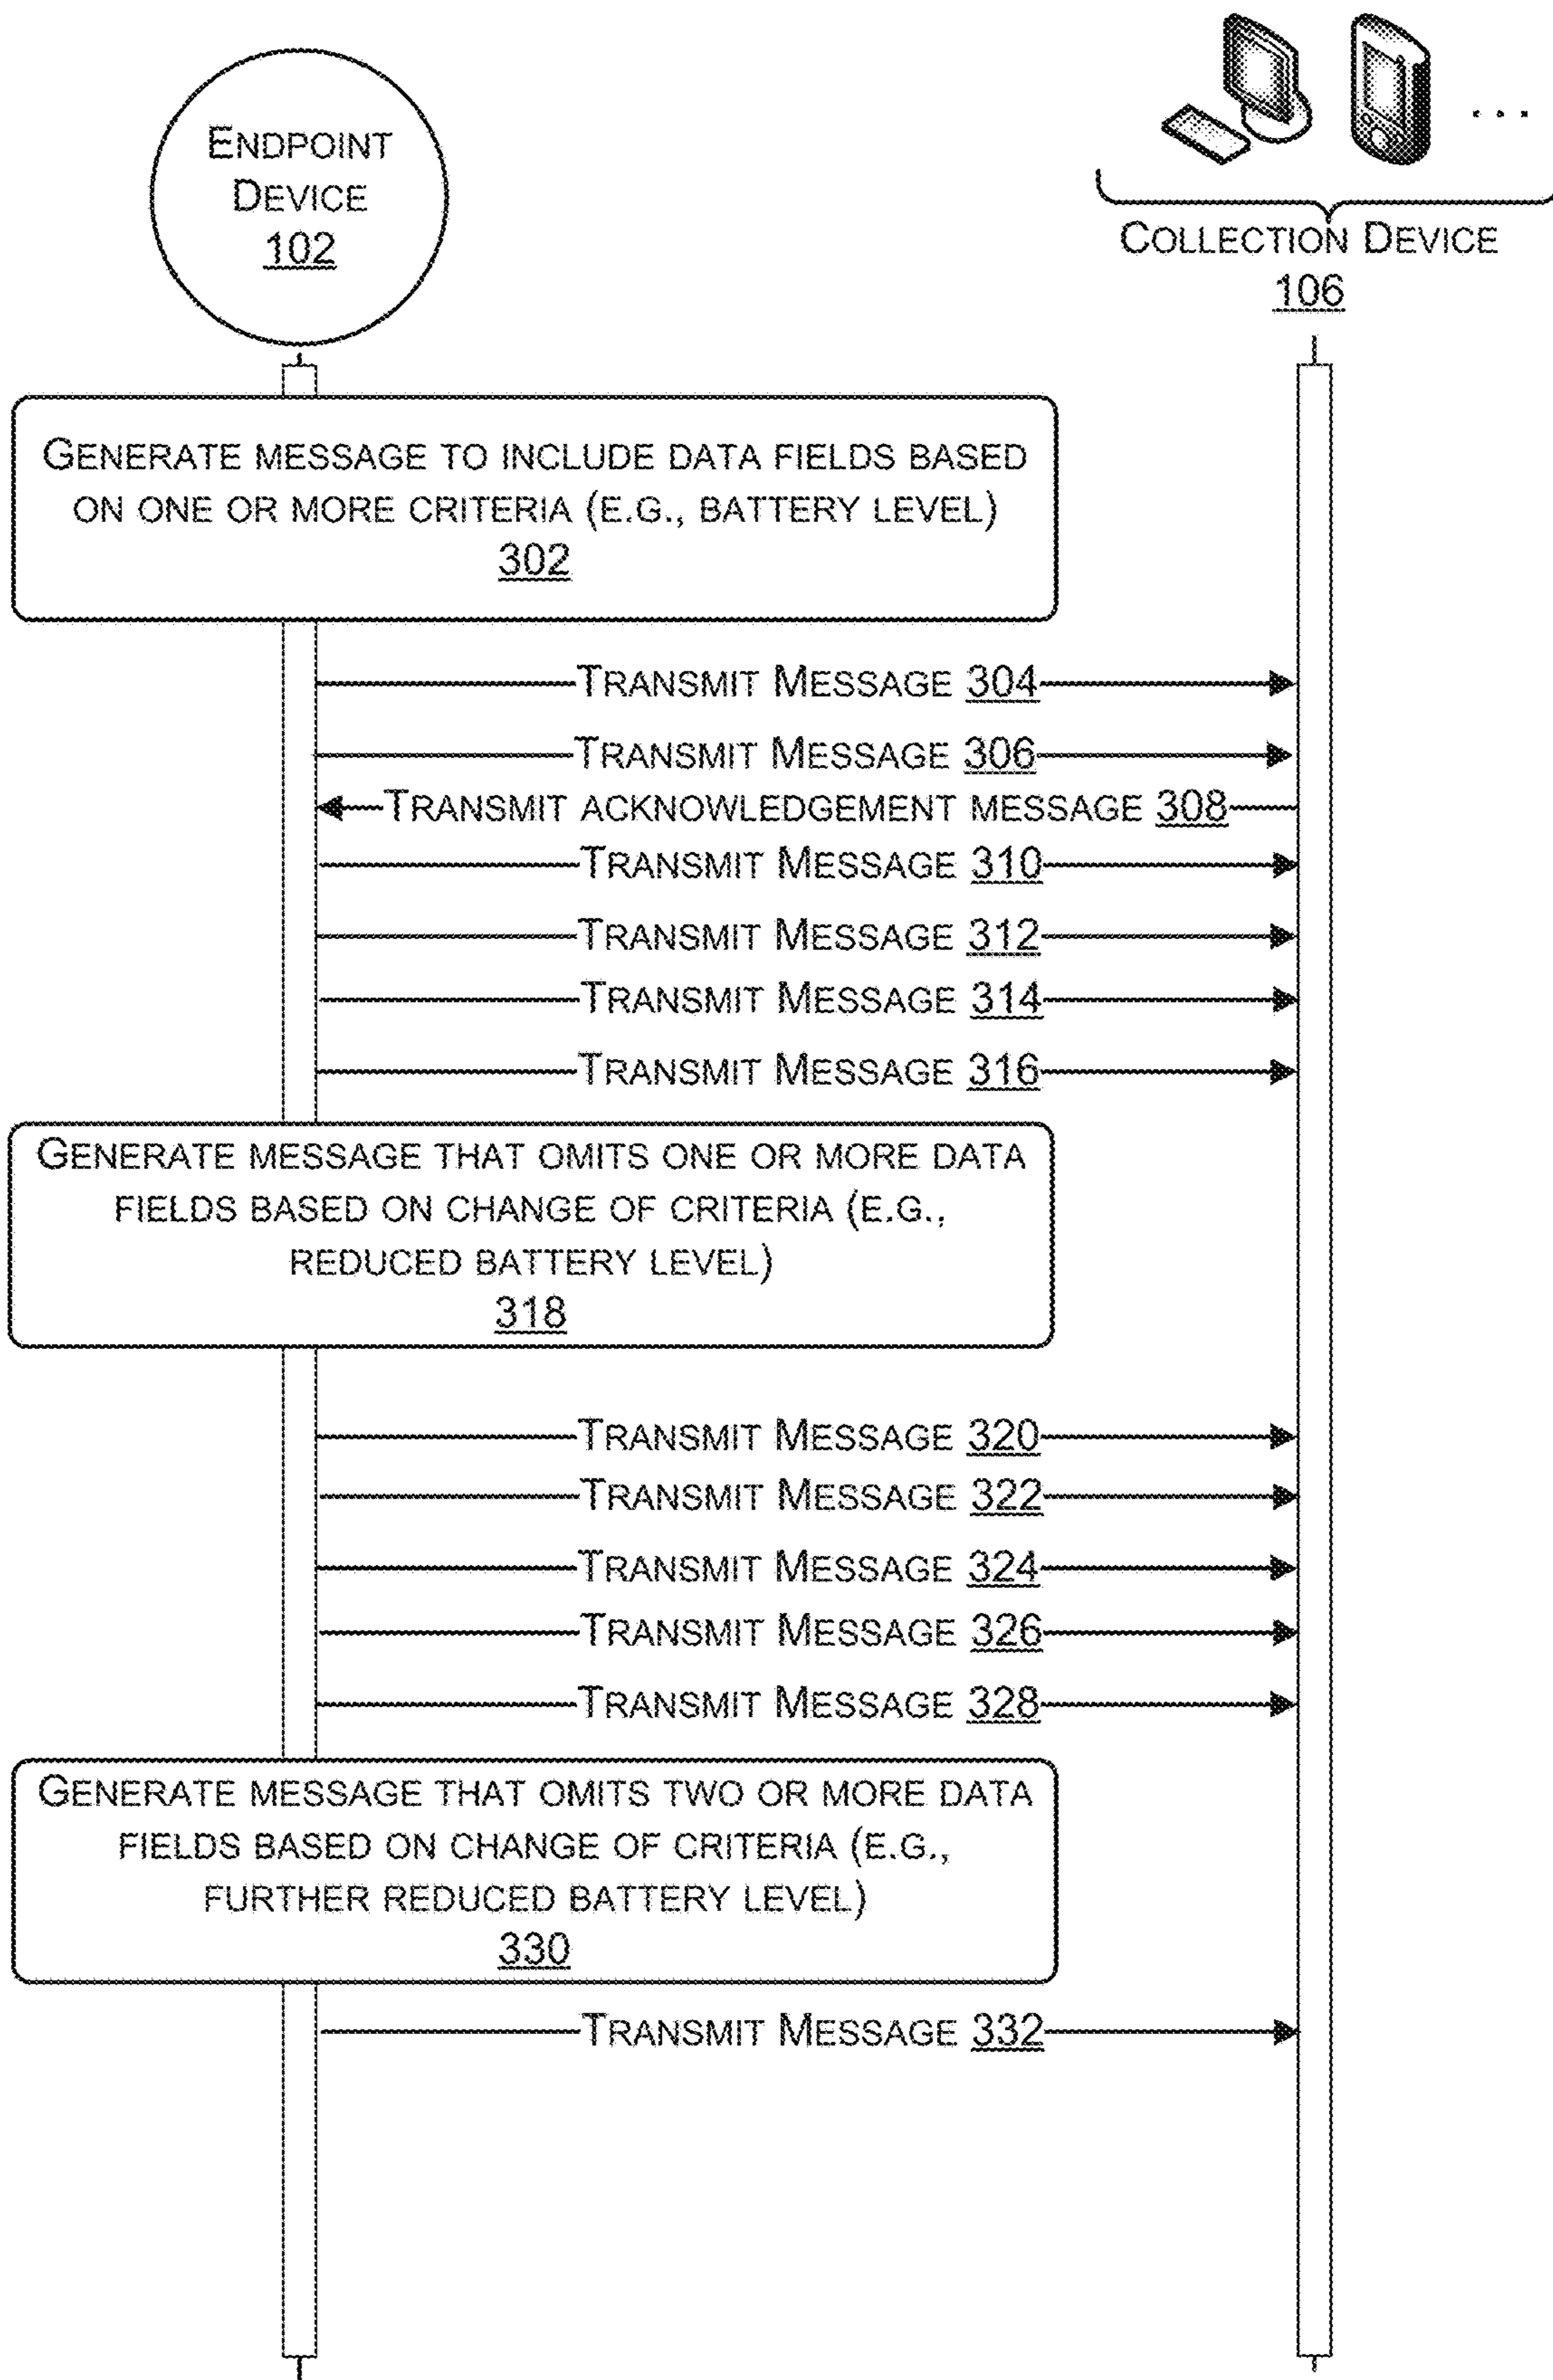 ENDPOINT
DEVICE
102
. . .
COLLECTION DEVICE
106
GENERATE MESSAGE TO INCLUDE DATA FIELDS BASED
ON ONE OR MORE CRITERIA (E.G., BATTERY LEVEL)
302
TRANSMIT MESSAGE 304
TRANSMIT MESSAGE 306
TRANSMIT ACKNOWLEDGEMENT MESSAGE 308
TRANSMIT MESSAGE 310
TRANSMIT MESSAGE 312
TRANSMIT MESSAGE 314
TRANSMIT MESSAGE 316
GENERATE MESSAGE THAT OMITS ONE OR MORE DATA
FIELDS BASED ON CHANGE OF CRITERIA (E.G.,
REDUCED BATTERY LEVEL)
318
TRANSMIT MESSAGE 320
TRANSMIT MESSAGE 322
TRANSMIT MESSAGE 324
TRANSMIT MESSAGE 326
TRANSMIT MESSAGE 328
GENERATE MESSAGE THAT OMITS TWO OR MORE DATA
FIELDS BASED ON CHANGE OF CRITERIA (E.G.,
FURTHER REDUCED BATTERY LEVEL)
330
TRANSMIT MESSAGE 332